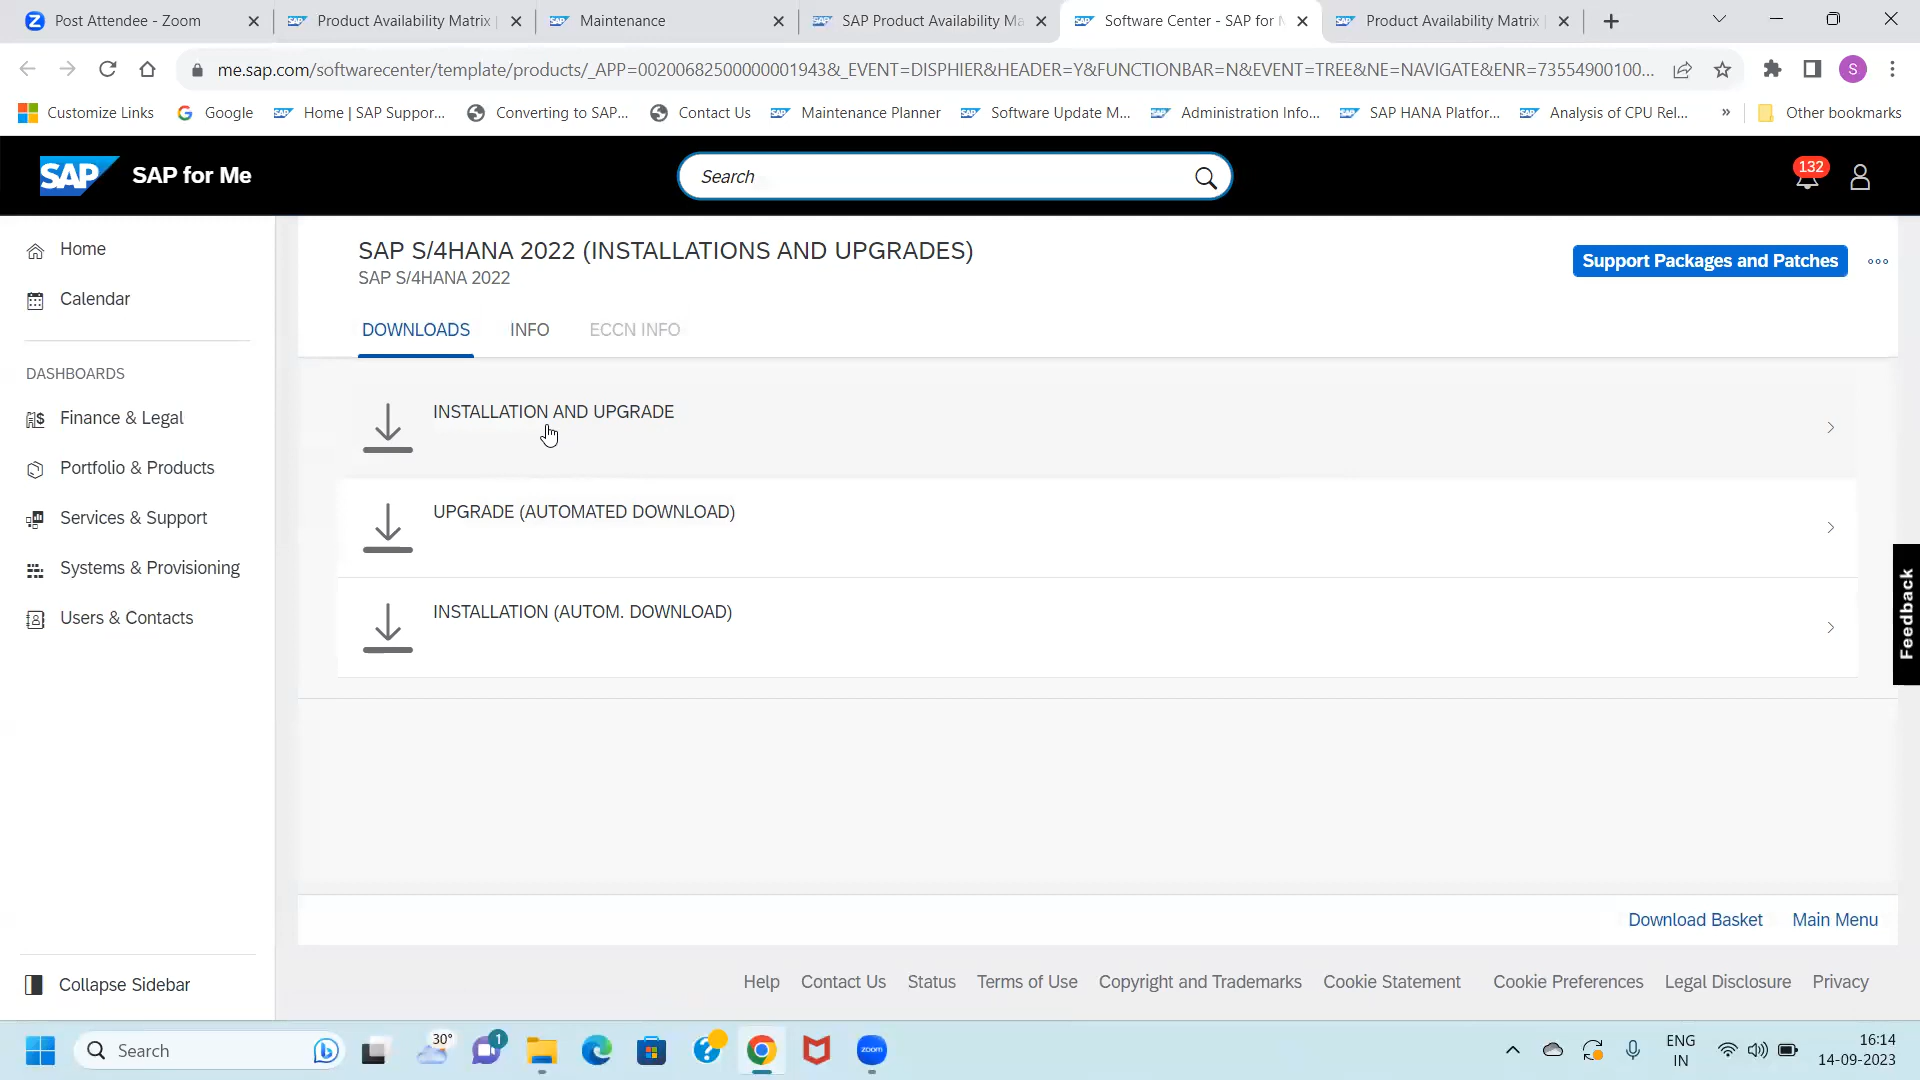 Post Attendee - Zoom
Product Availability Matrix |
Maintenance
SAP Product Availability Ma
Software Center - SAP for M
Product Availability Matrix |
me.sap.com/softwarecenter/template/products/_APP=00200682500000001943&_EVENT=DISPHIER&HEADER=Y&FUNCTIONBAR=N&EVENT=TREE&NE=NAVIGATE&ENR=73554900100...
S
Customize Links
Google
Home | SAP Suppor...
Converting to SAP...
Contact Us
Maintenance Planner
Software Update M...
Administration Info...
SAP HANA Platfor...
Analysis of CPU Rel...
»
Other bookmarks
SAP
SAP for Me
Search
132
Home
Calendar
DASHBOARDS
Finance & Legal
Portfolio & Products
Services & Support
Systems & Provisioning
Users & Contacts
Collapse Sidebar
SAP S/4HANA 2022 (INSTALLATIONS AND UPGRADES)
SAP S/4HANA 2022
Support Packages and Patches
DOWNLOADS
INFO
ECCN INFO
INSTALLATION AND UPGRADE
UPGRADE (AUTOMATED DOWNLOAD)
INSTALLATION (AUTOM. DOWNLOAD)
Feedback
Download Basket
Main Menu
Help
Contact Us
Status
Terms of Use
Copyright and Trademarks
Cookie Statement
Cookie Preferences
Legal Disclosure
Privacy
Search
30°
1
zoom
ENG
IN
16:14
14-09-2023